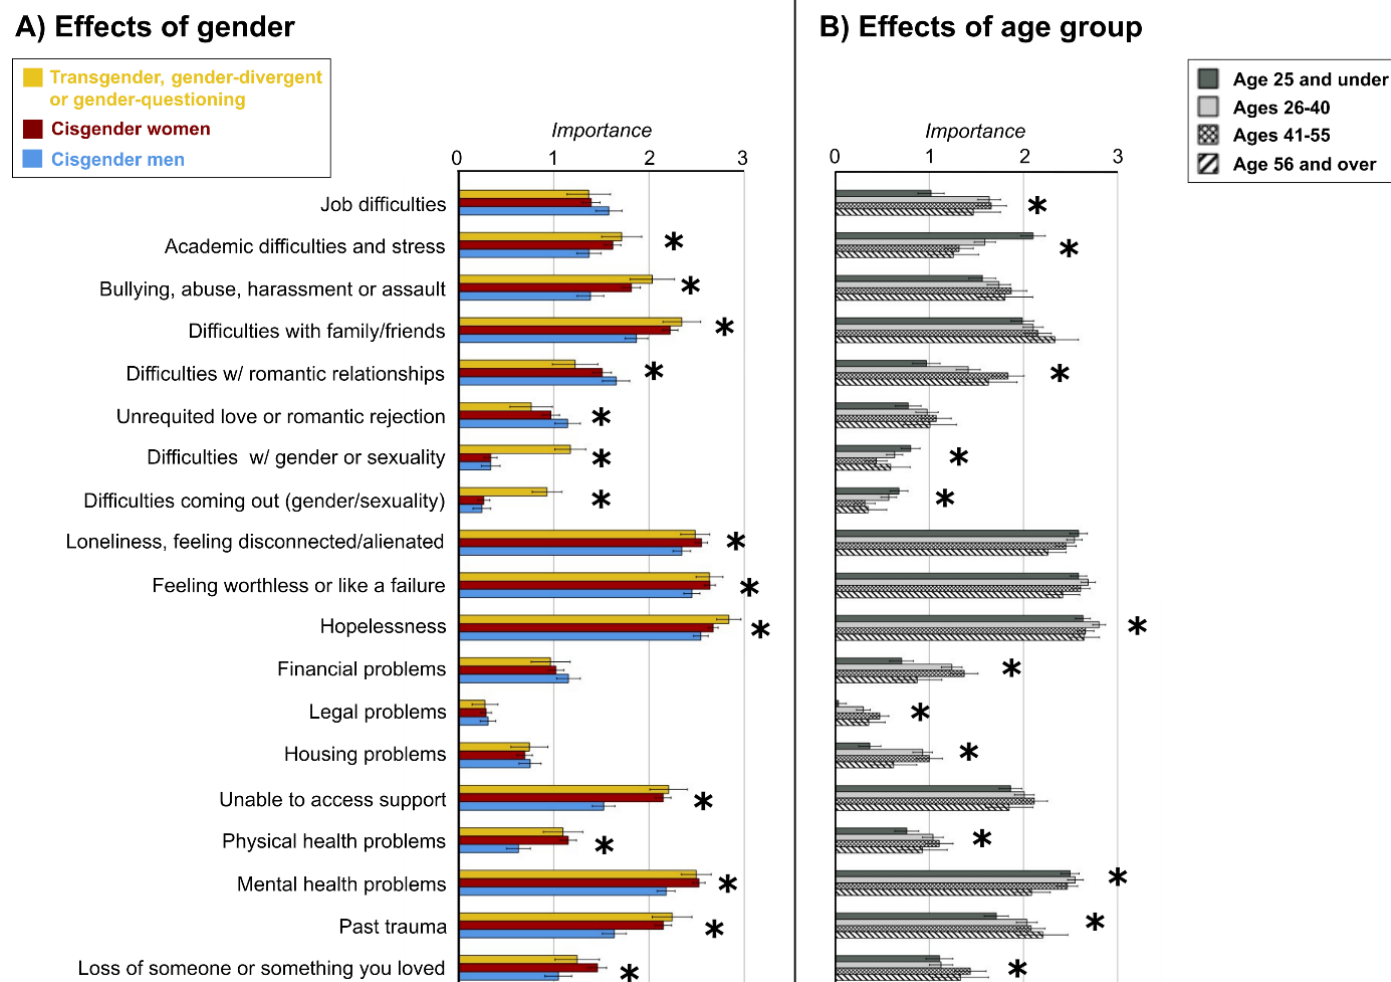 A) Effects of gender
B) Effects of age group
Transgender, gender-divergent
or gender-questioning
Cisgender women
Cisgender men
Age 25 and under
Ages 26-40
Ages 41-55
Age 56 and over
Importance
0 1 2 3
Importance
0 1 2 3
Job difficulties
*
Academic difficulties and stress * *
Bullying, abuse, harassment or assault *
Difficulties with family/friends *
Difficulties w/ romantic relationships * *
Unrequited love or romantic rejection *
Difficulties w/ gender or sexuality * *
Difficulties coming out (gender/sexuality) * *
Loneliness, feeling disconnected/alienated *
Feeling worthless or like a failure *
Hopelessness * *
Financial problems *
Legal problems *
Housing problems *
Unable to access support *
Physical health problems * *
Mental health problems * *
Past trauma * *
Loss of someone or something you loved * *